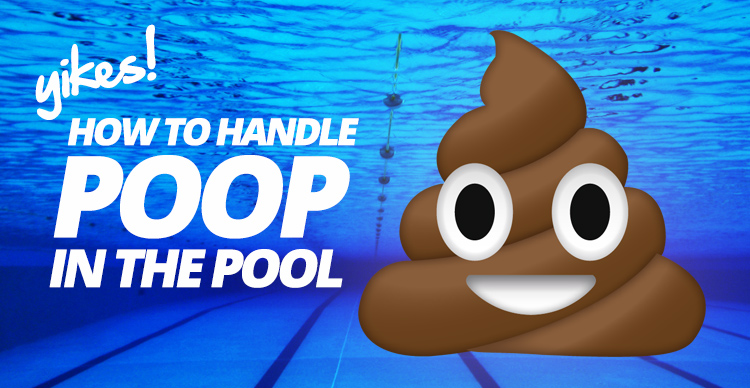 yikes!
HOW TO HANDLE
POOP
IN THE POOL